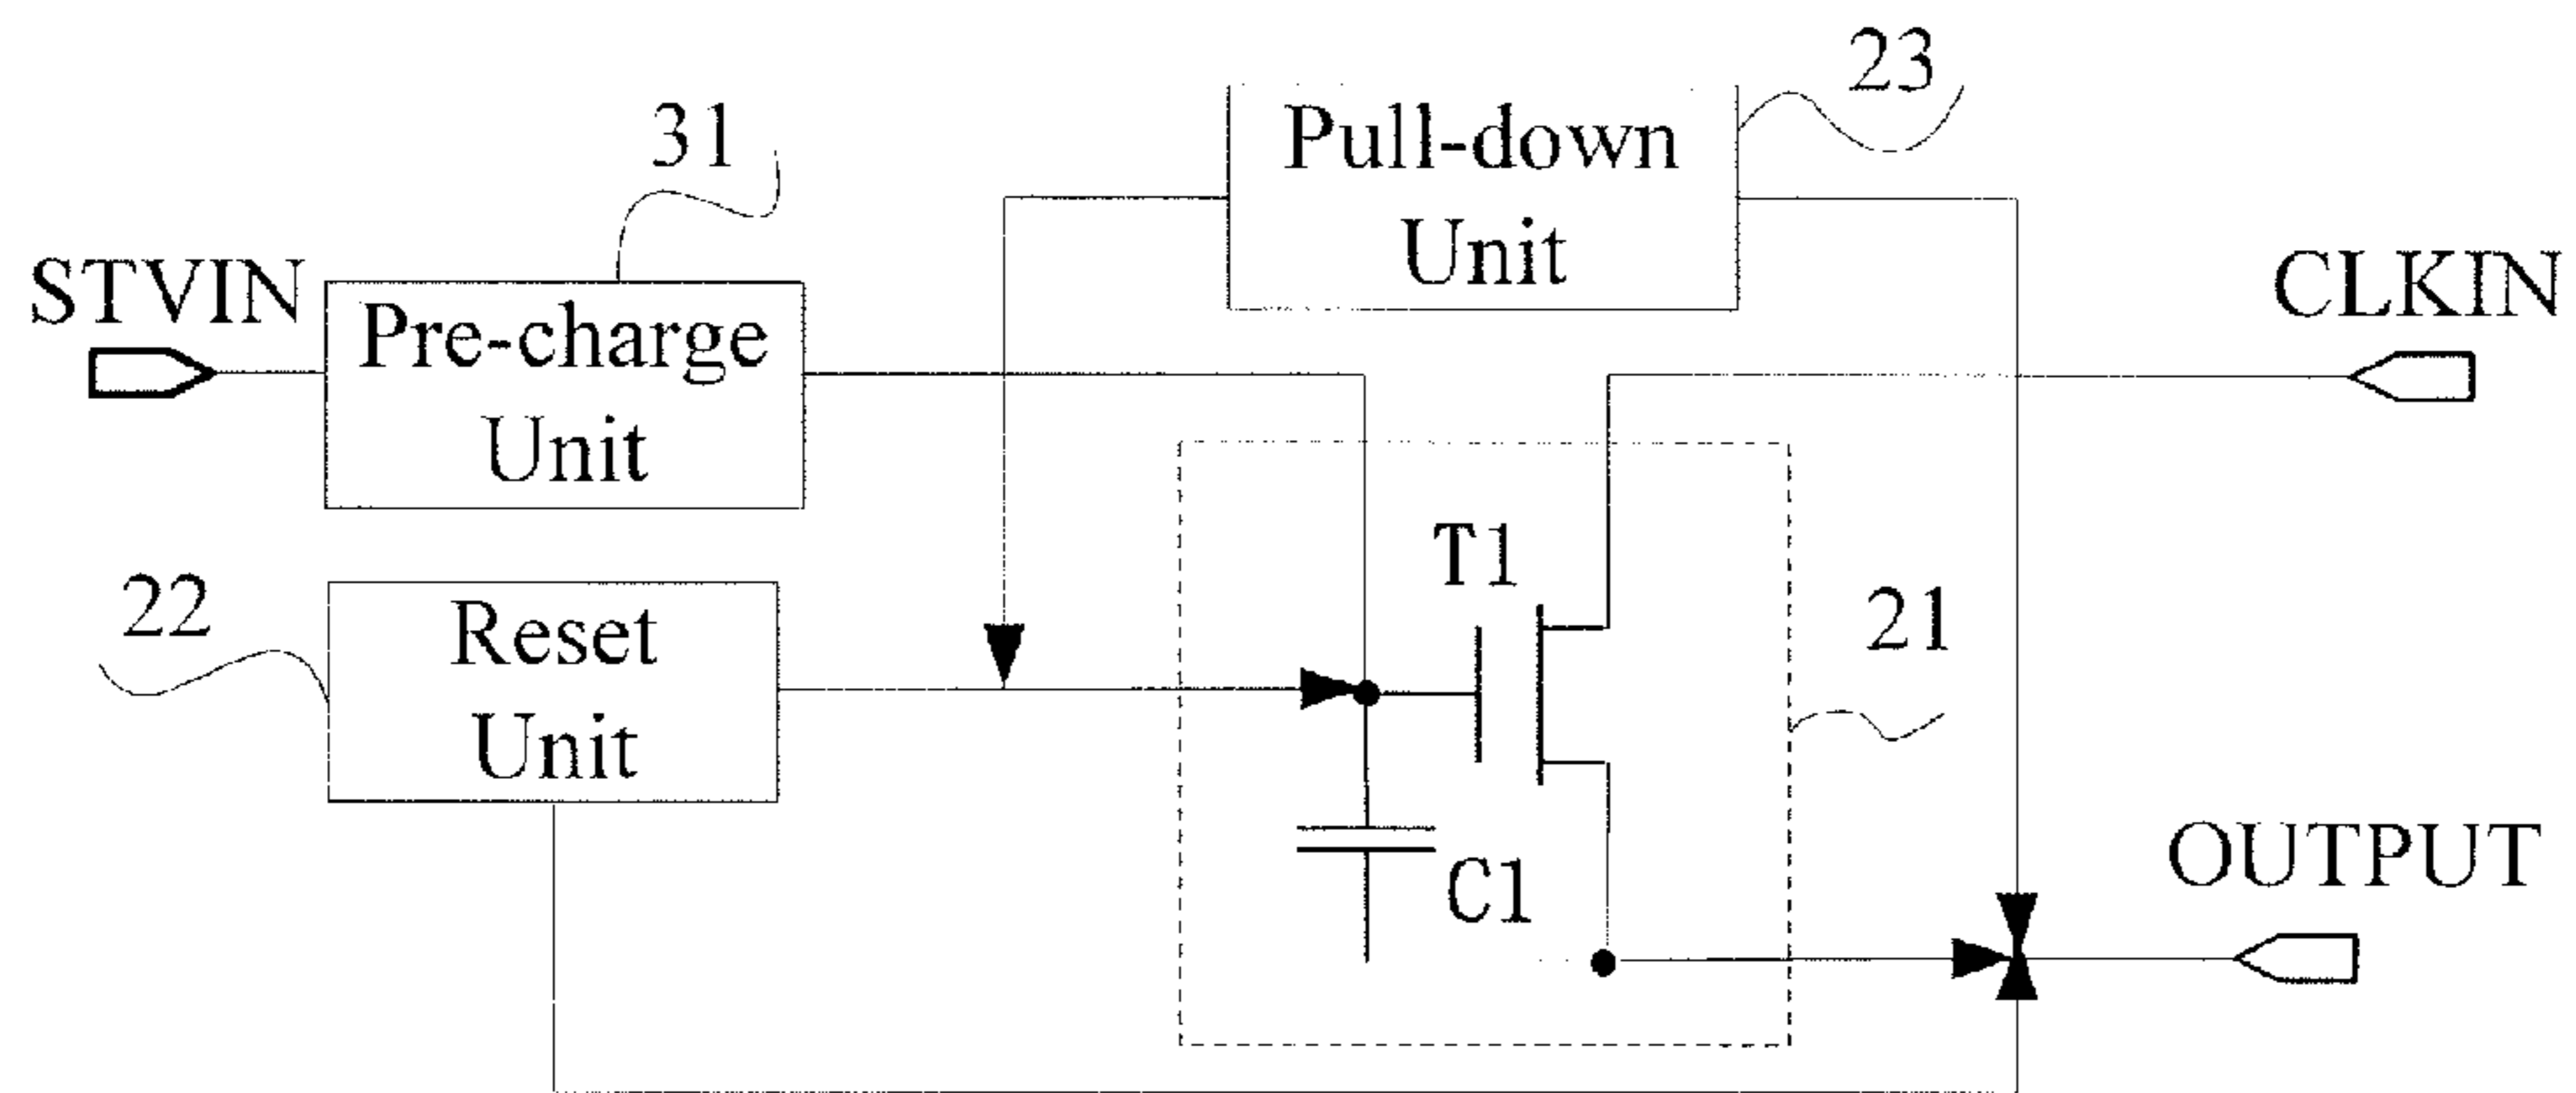 23
31
Pull-down
Unit
STVIN
Pre-charge
Unit
CLKIN
T1
22
Reset
Unit
21
C1
OUTPUT